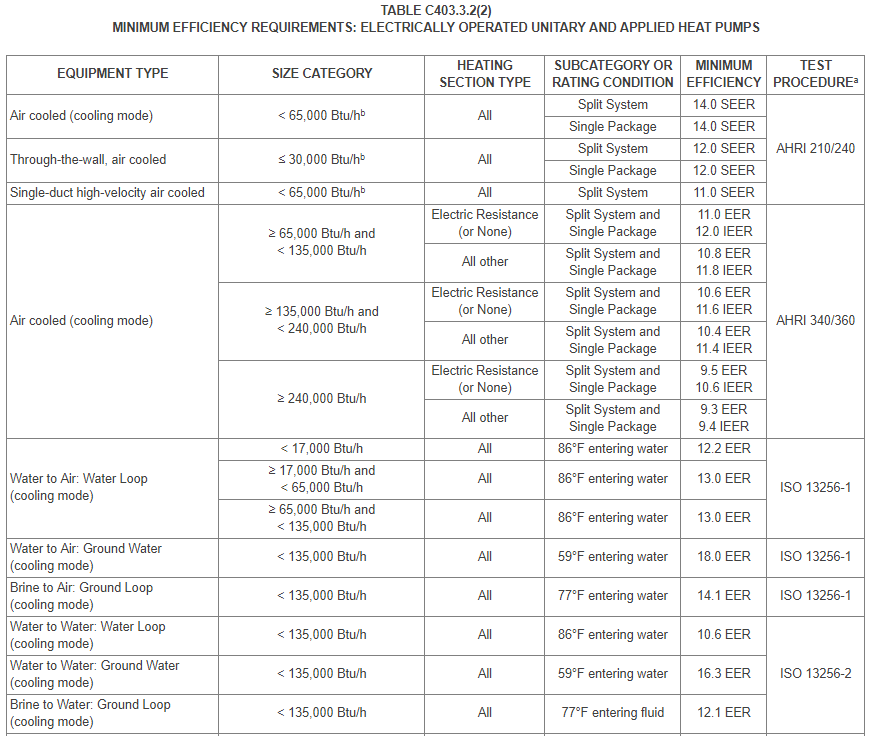 TABLE C403.3.2(2)
MINIMUM EFFICIENCY REQUIREMENTS: ELECTRICALLY OPERATED UNITARY AND APPLIED HEAT PUMPS
EQUIPMENT TYPE
SIZE CATEGORY
HEATING
SECTION TYPE
SUBCATEGORY OR
RATING CONDITION
MINIMUM
EFFICIENCY
TEST
PROCEDUREᵃ
Air cooled (cooling mode)
< 65,000 Btu/hᵇ
All
Split System
14.0 SEER
Single Package
14.0 SEER
AHRI 210/240
Through-the-wall, air cooled
≤ 30,000 Btu/hᵇ
All
Split System
12.0 SEER
Single Package
12.0 SEER
Single-duct high-velocity air cooled
< 65,000 Btu/hᵇ
All
Split System
11.0 SEER
Air cooled (cooling mode)
≥ 65,000 Btu/h and
< 135,000 Btu/h
Electric Resistance
(or None)
Split System and
Single Package
11.0 EER
12.0 IEER
All other
Split System and
Single Package
10.8 EER
11.8 IEER
≥ 135,000 Btu/h and
< 240,000 Btu/h
Electric Resistance
(or None)
Split System and
Single Package
10.6 EER
11.6 IEER
All other
Split System and
Single Package
10.4 EER
11.4 IEER
≥ 240,000 Btu/h
Electric Resistance
(or None)
Split System and
Single Package
9.5 EER
10.6 IEER
All other
Split System and
Single Package
9.3 EER
9.4 IEER
AHRI 340/360
Water to Air: Water Loop
(cooling mode)
< 17,000 Btu/h
All
86°F entering water
12.2 EER
≥ 17,000 Btu/h and
< 65,000 Btu/h
All
86°F entering water
13.0 EER
≥ 65,000 Btu/h and
< 135,000 Btu/h
All
86°F entering water
13.0 EER
ISO 13256-1
Water to Air: Ground Water
(cooling mode)
< 135,000 Btu/h
All
59°F entering water
18.0 EER
ISO 13256-1
Brine to Air: Ground Loop
(cooling mode)
< 135,000 Btu/h
All
77°F entering water
14.1 EER
ISO 13256-1
Water to Water: Water Loop
(cooling mode)
< 135,000 Btu/h
All
86°F entering water
10.6 EER
Water to Water: Ground Water
(cooling mode)
< 135,000 Btu/h
All
59°F entering water
16.3 EER
ISO 13256-2
Brine to Water: Ground Loop
(cooling mode)
< 135,000 Btu/h
All
77°F entering fluid
12.1 EER